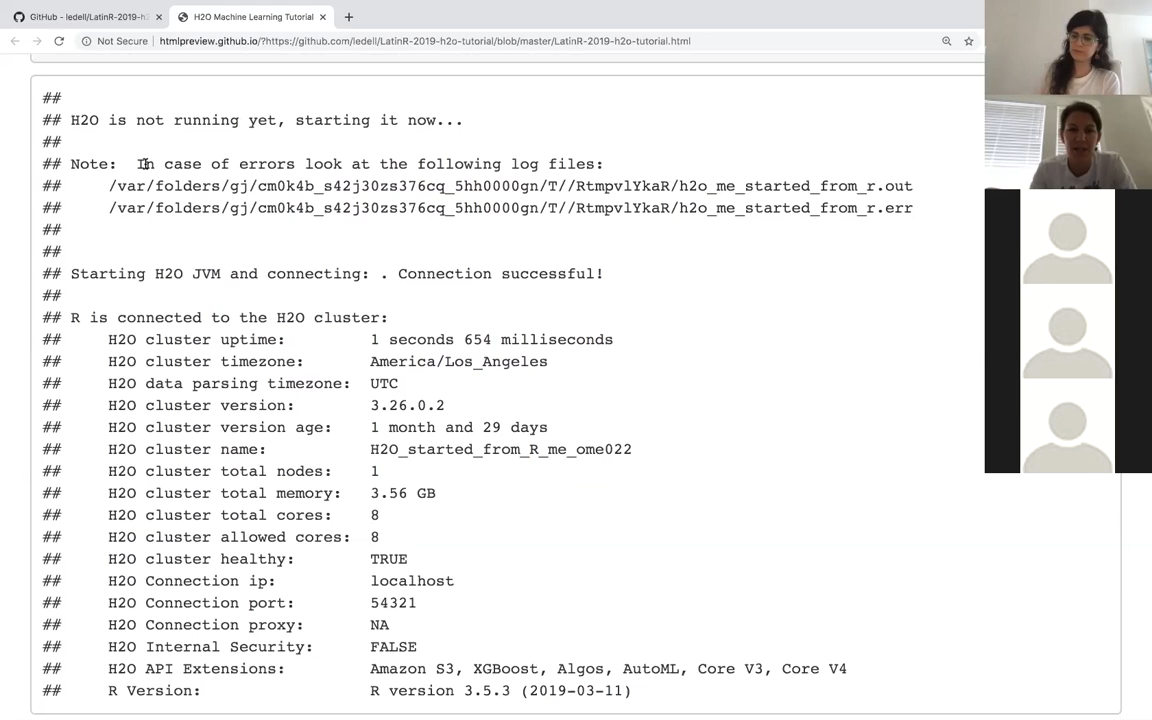 GitHub - ledell/LatinR-2019-h2
H2O Machine Learning Tutorial
Not Secure
htmlpreview.github.io/?https://github.com/ledell/LatinR-2019-h2o-tutorial/blob/master/LatinR-2019-h2o-tutorial.html
##
## H2O is not running yet, starting it now...
##
## Note:  In case of errors look at the following log files:
##     /var/folders/gj/cm0k4b_s42j30zs376cq_5hh0000gn/T//RtmpvlYkaR/h2o_me_started_from_r.out
##     /var/folders/gj/cm0k4b_s42j30zs376cq_5hh0000gn/T//RtmpvlYkaR/h2o_me_started_from_r.err
##
##
## Starting H2O JVM and connecting: . Connection successful!
##
## R is connected to the H2O cluster:
##     H2O cluster uptime:         1 seconds 654 milliseconds
##     H2O cluster timezone:       America/Los_Angeles
##     H2O data parsing timezone:  UTC
##     H2O cluster version:        3.26.0.2
##     H2O cluster version age:    1 month and 29 days
##     H2O cluster name:           H2O_started_from_R_me_ome022
##     H2O cluster total nodes:    1
##     H2O cluster total memory:   3.56 GB
##     H2O cluster total cores:    8
##     H2O cluster allowed cores:  8
##     H2O cluster healthy:        TRUE
##     H2O Connection ip:          localhost
##     H2O Connection port:        54321
##     H2O Connection proxy:       NA
##     H2O Internal Security:      FALSE
##     H2O API Extensions:         Amazon S3, XGBoost, Algos, AutoML, Core V3, Core V4
##     R Version:                  R version 3.5.3 (2019-03-11)